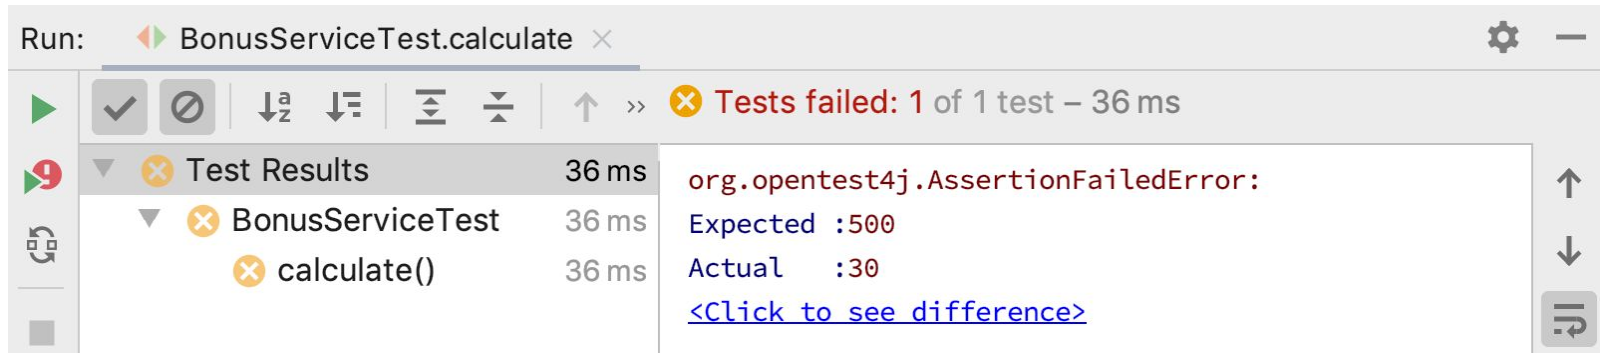 Run: BonusServiceTest.calculate
Tests failed: 1 of 1 test – 36 ms
Test Results 36 ms
BonusServiceTest 36 ms
calculate() 36 ms
org.opentest4j.AssertionFailedError:
Expected :500
Actual :30
<Click to see difference>